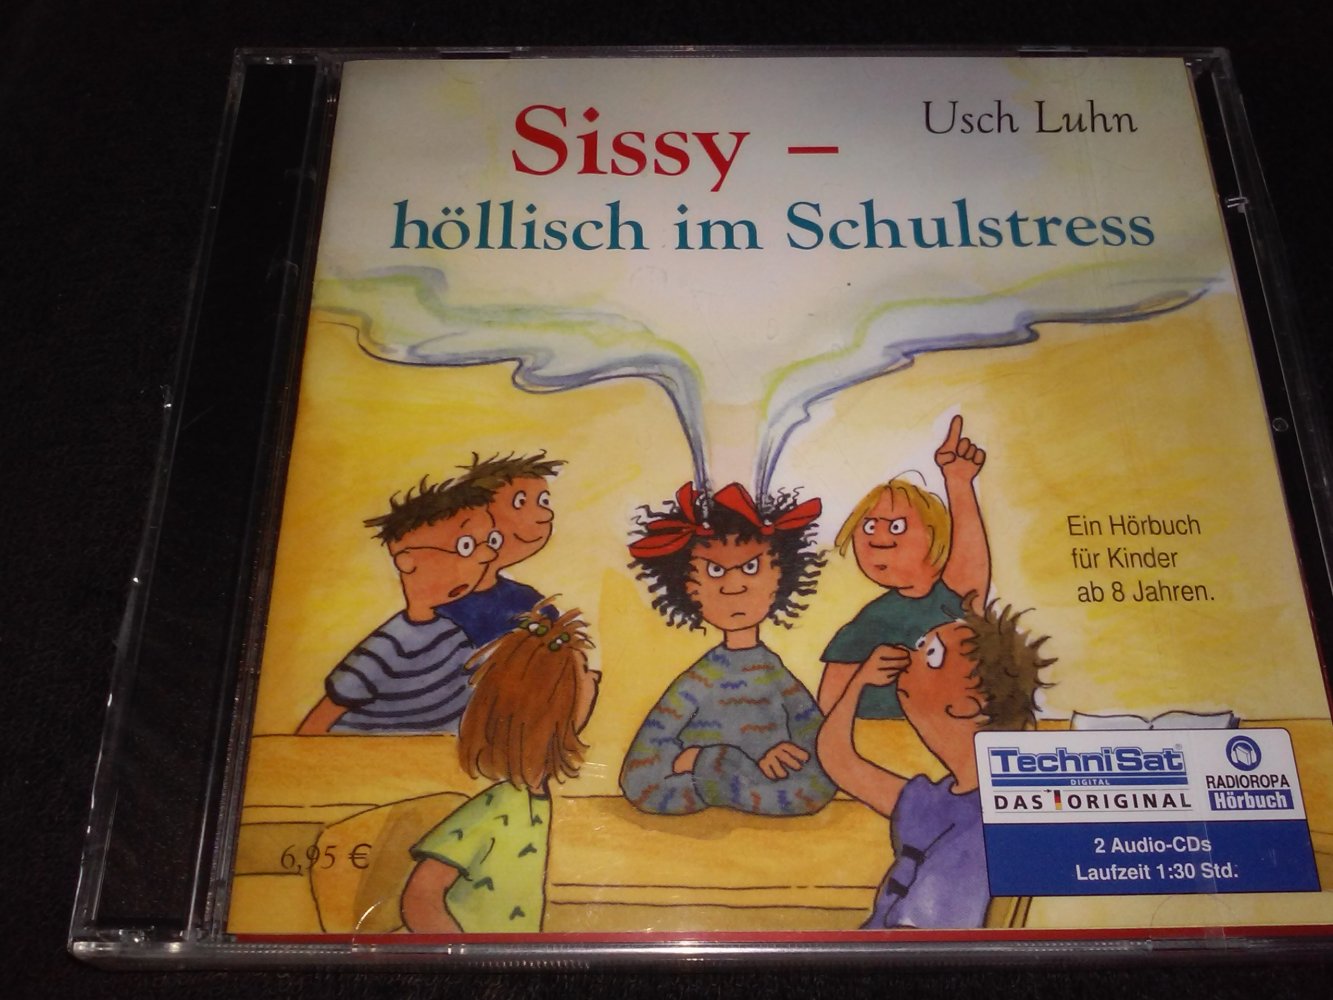 Usch Luhn
Sissy –
höllisch im Schulstress
Ein Hörbuch
für Kinder
ab 8 Jahren.
TechniSat®
DIGITAL
DAS ORIGINAL
RADIOROPA
Hörbuch
2 Audio-CDs
Laufzeit 1:30 Std.
6,95 €